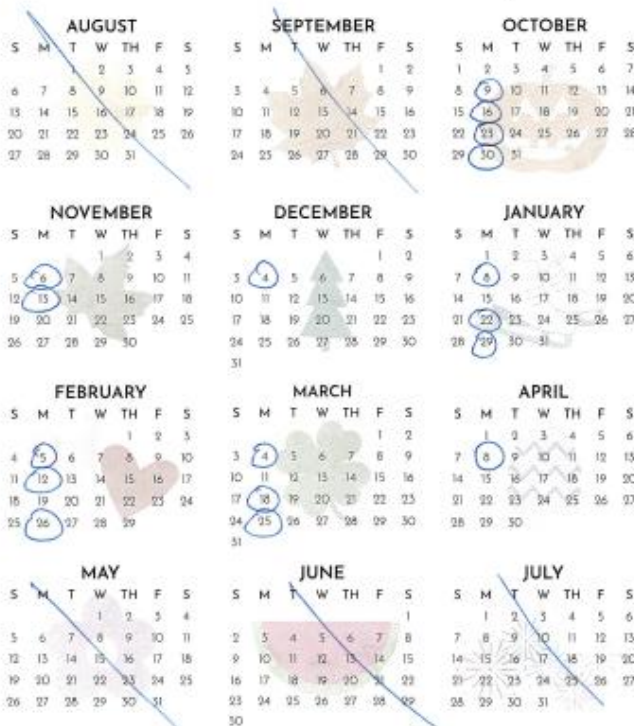 AUGUST
S M T W TH F S
1 2 3 4 5
6 7 8 9 10 11 12
13 14 15 16 17 18 19
20 21 22 23 24 25 26
27 28 29 30 31
SEPTEMBER
S M T W TH F S
1 2
3 4 5 6 7 8 9
10 11 12 13 14 15 16
17 18 19 20 21 22 23
24 25 26 27 28 29 30
OCTOBER
S M T W TH F S
1 2 3 4 5 6 7
8 9 10 11 12 13 14
15 16 17 18 19 20 21
22 23 24 25 26 27 28
29 30 31
NOVEMBER
S M T W TH F S
1 2 3 4
5 6 7 8 9 10 11
12 13 14 15 16 17 18
19 20 21 22 23 24 25
26 27 28 29 30
DECEMBER
S M T W TH F S
1 2
3 4 5 6 7 8 9
10 11 12 13 14 15 16
17 18 19 20 21 22 23
24 25 26 27 28 29 30
31
JANUARY
S M T W TH F S
1 2 3 4 5 6
7 8 9 10 11 12 13
14 15 16 17 18 19 20
21 22 23 24 25 26 27
28 29 30 31
FEBRUARY
S M T W TH F S
1 2 3
4 5 6 7 8 9 10
11 12 13 14 15 16 17
18 19 20 21 22 23 24
25 26 27 28 29
MARCH
S M T W TH F S
1 2
3 4 5 6 7 8 9
10 11 12 13 14 15 16
17 18 19 20 21 22 23
24 25 26 27 28 29 30
31
APRIL
S M T W TH F S
1 2 3 4 5 6
7 8 9 10 11 12 13
14 15 16 17 18 19 20
21 22 23 24 25 26 27
28 29 30
MAY
S M T W TH F S
1 2 3 4
5 6 7 8 9 10 11
12 13 14 15 16 17 18
19 20 21 22 23 24 25
26 27 28 29 30 31
JUNE
S M T W TH F S
1
2 3 4 5 6 7 8
9 10 11 12 13 14 15
16 17 18 19 20 21 22
23 24 25 26 27 28 29
30
JULY
S M T W TH F S
1 2 3 4 5 6
7 8 9 10 11 12 13
14 15 16 17 18 19 20
21 22 23 24 25 26 27
28 29 30 31